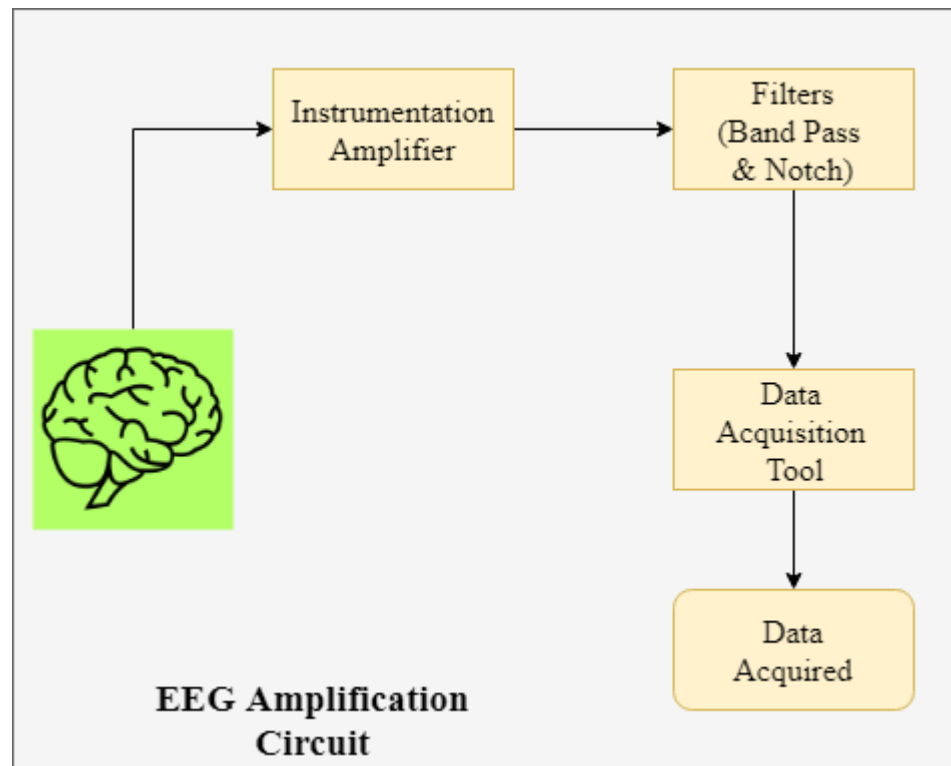 Instrumentation
Amplifier
Filters
(Band Pass
& Notch)
Data
Acquisition
Tool
Data
Acquired
EEG Amplification
Circuit